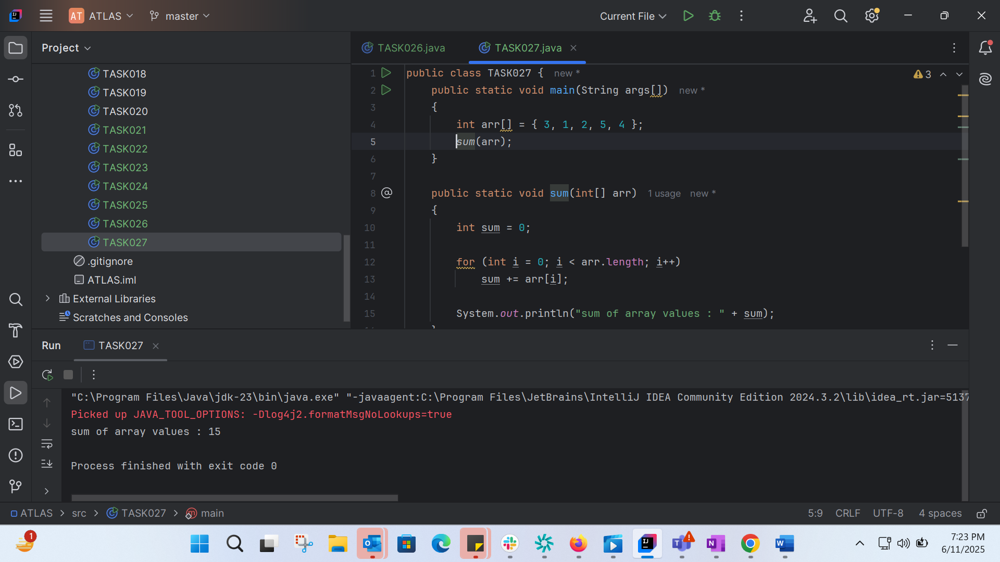 AT ATLAS master Current File
Project
TASK018
TASK019
TASK020
TASK021
TASK022
TASK023
TASK024
TASK025
TASK026
TASK027
.gitignore
ATLAS.iml
External Libraries
Scratches and Consoles
TASK026.java TASK027.java
3
1 public class TASK027 { new *
2 public static void main(String args[]) new *
3 {
4 int arr[] = { 3, 1, 2, 5, 4 };
5 sum(arr);
6 }
7
8 @ public static void sum(int[] arr) 1 usage new *
9 {
10 int sum = 0;
11
12 for (int i = 0; i < arr.length; i++)
13 sum += arr[i];
14
15 System.out.println("sum of array values : " + sum);
Run TASK027
"C:\Program Files\Java\jdk-23\bin\java.exe" "-javaagent:C:\Program Files\JetBrains\IntelliJ IDEA Community Edition 2024.3.2\lib\idea_rt.jar=5137
Picked up JAVA_TOOL_OPTIONS: -Dlog4j2.formatMsgNoLookups=true
sum of array values : 15
Process finished with exit code 0
ATLAS > src > TASK027 > main
5:9 CRLF UTF-8 4 spaces
1
7:23 PM
6/11/2025